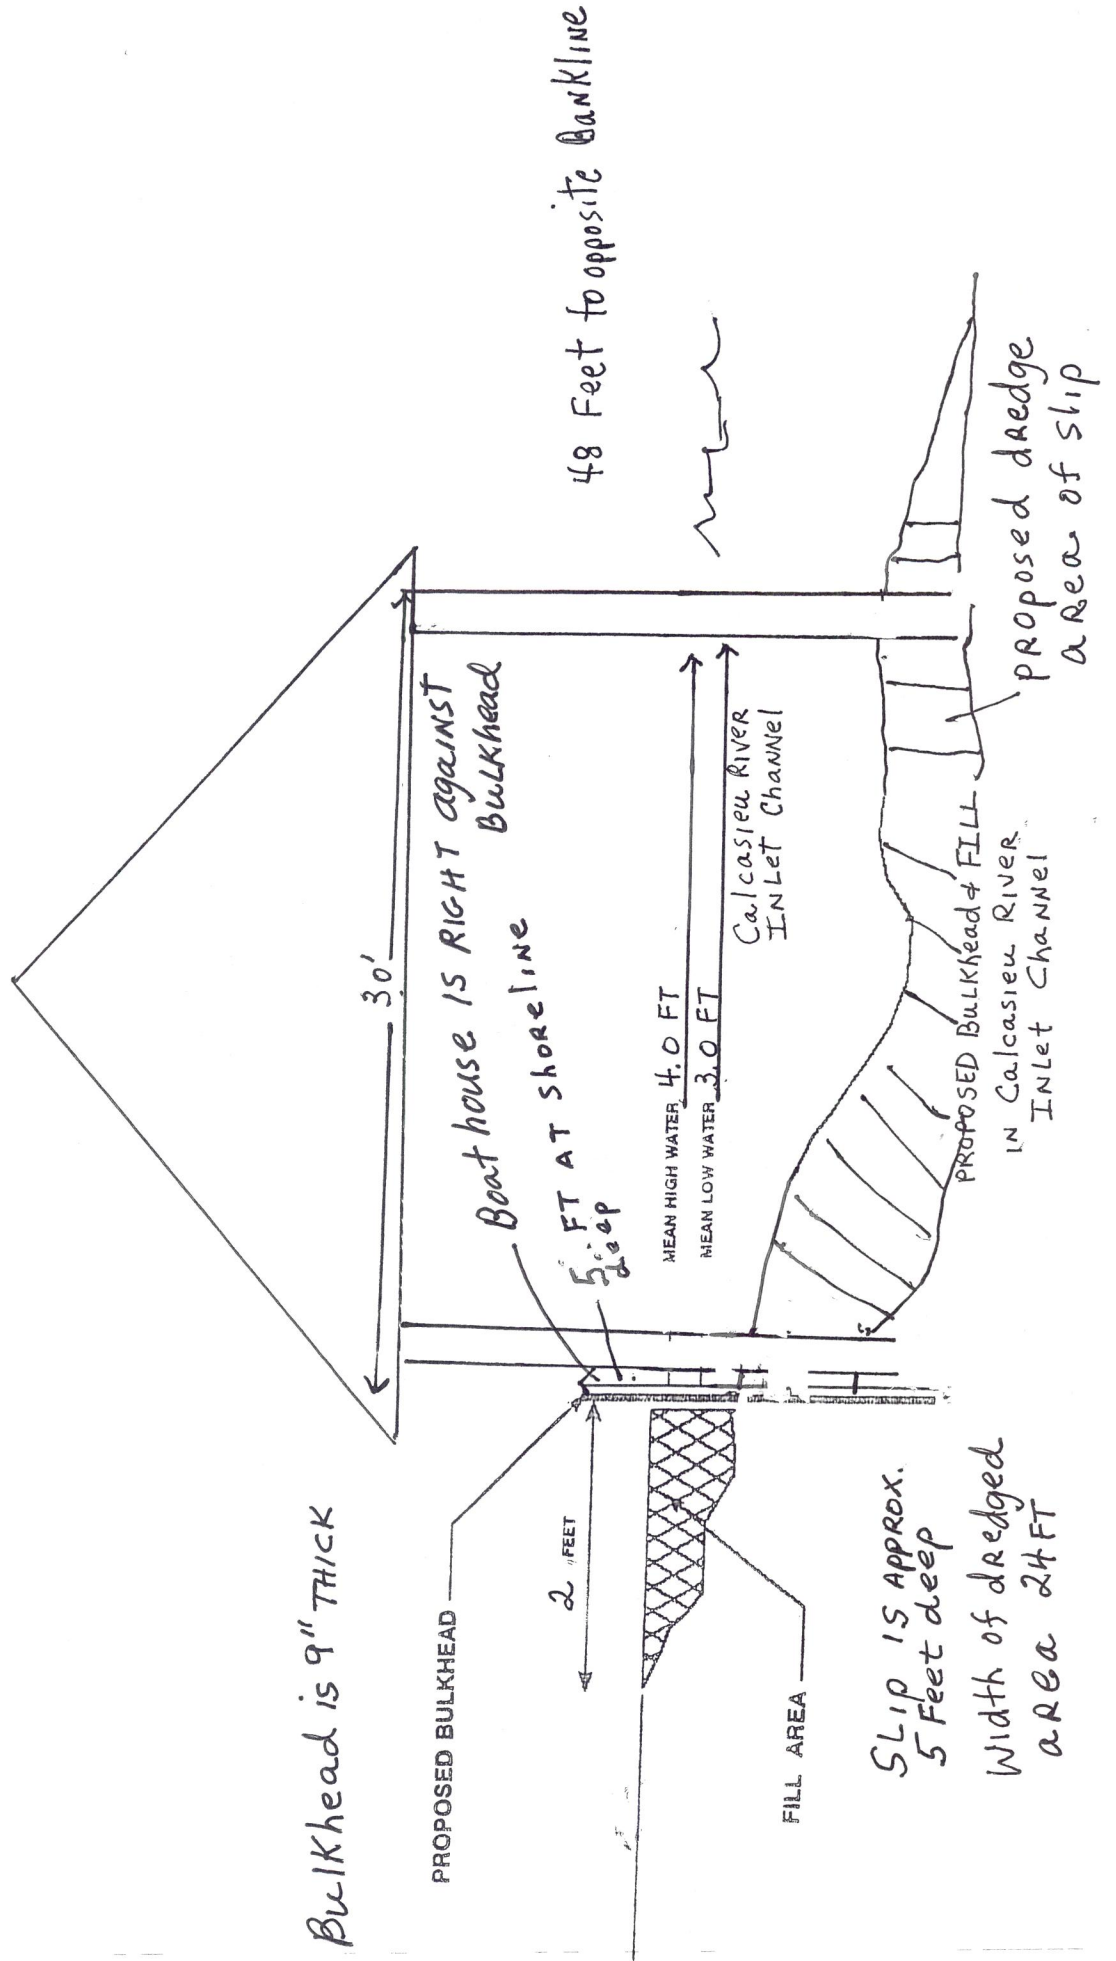 Bulkhead is 9" THICK
PROPOSED BULKHEAD
2 FEET
FILL AREA
SLIP IS APPROX.
5 Feet deep
Width of dredged
aRea 24 FT
30'
Boathouse IS RIGHT against
Bulkhead
5 FT AT ShoreliNe
deep
MEAN HIGH WATER 4.0 FT
MEAN LOW WATER 3.0 FT
Calcasieu RiveR
INLet ChaNNel
PROPOSED BulKhead & FILL
IN Calcasieu RiveR
INLet ChaNNel
48 Feet to opposite BaNKliNe
PROposed dRedge
aRea of Slip